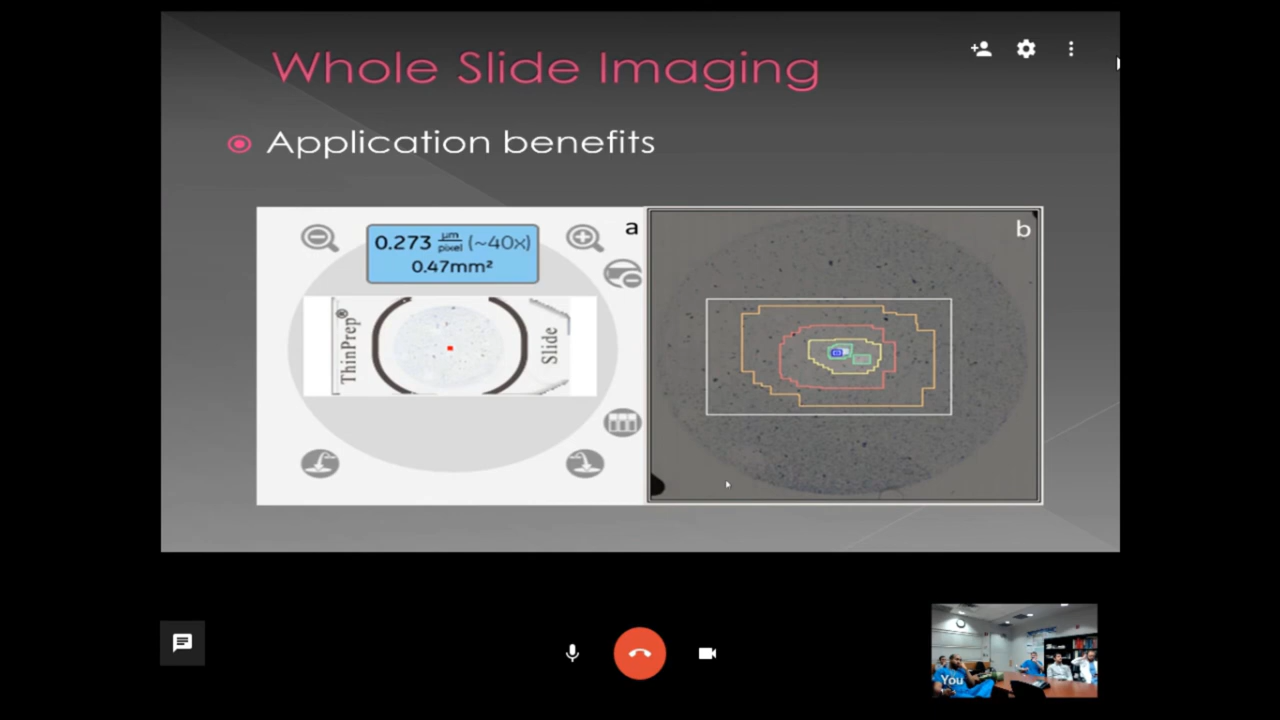 Whole Slide Imaging
Application benefits
a
0.273 μm/pixel (~40x)
0.47mm²
ThinPrep®
Slide
b
You